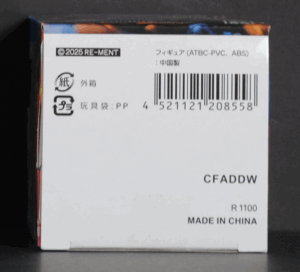 ©2025 RE-MENT
フィギュア(ATBC-PVC, ABS)
:中国製
紙 外箱
プラ 玩具袋:PP
4 521121 208558
CFADDW
R1100
MADE IN CHINA